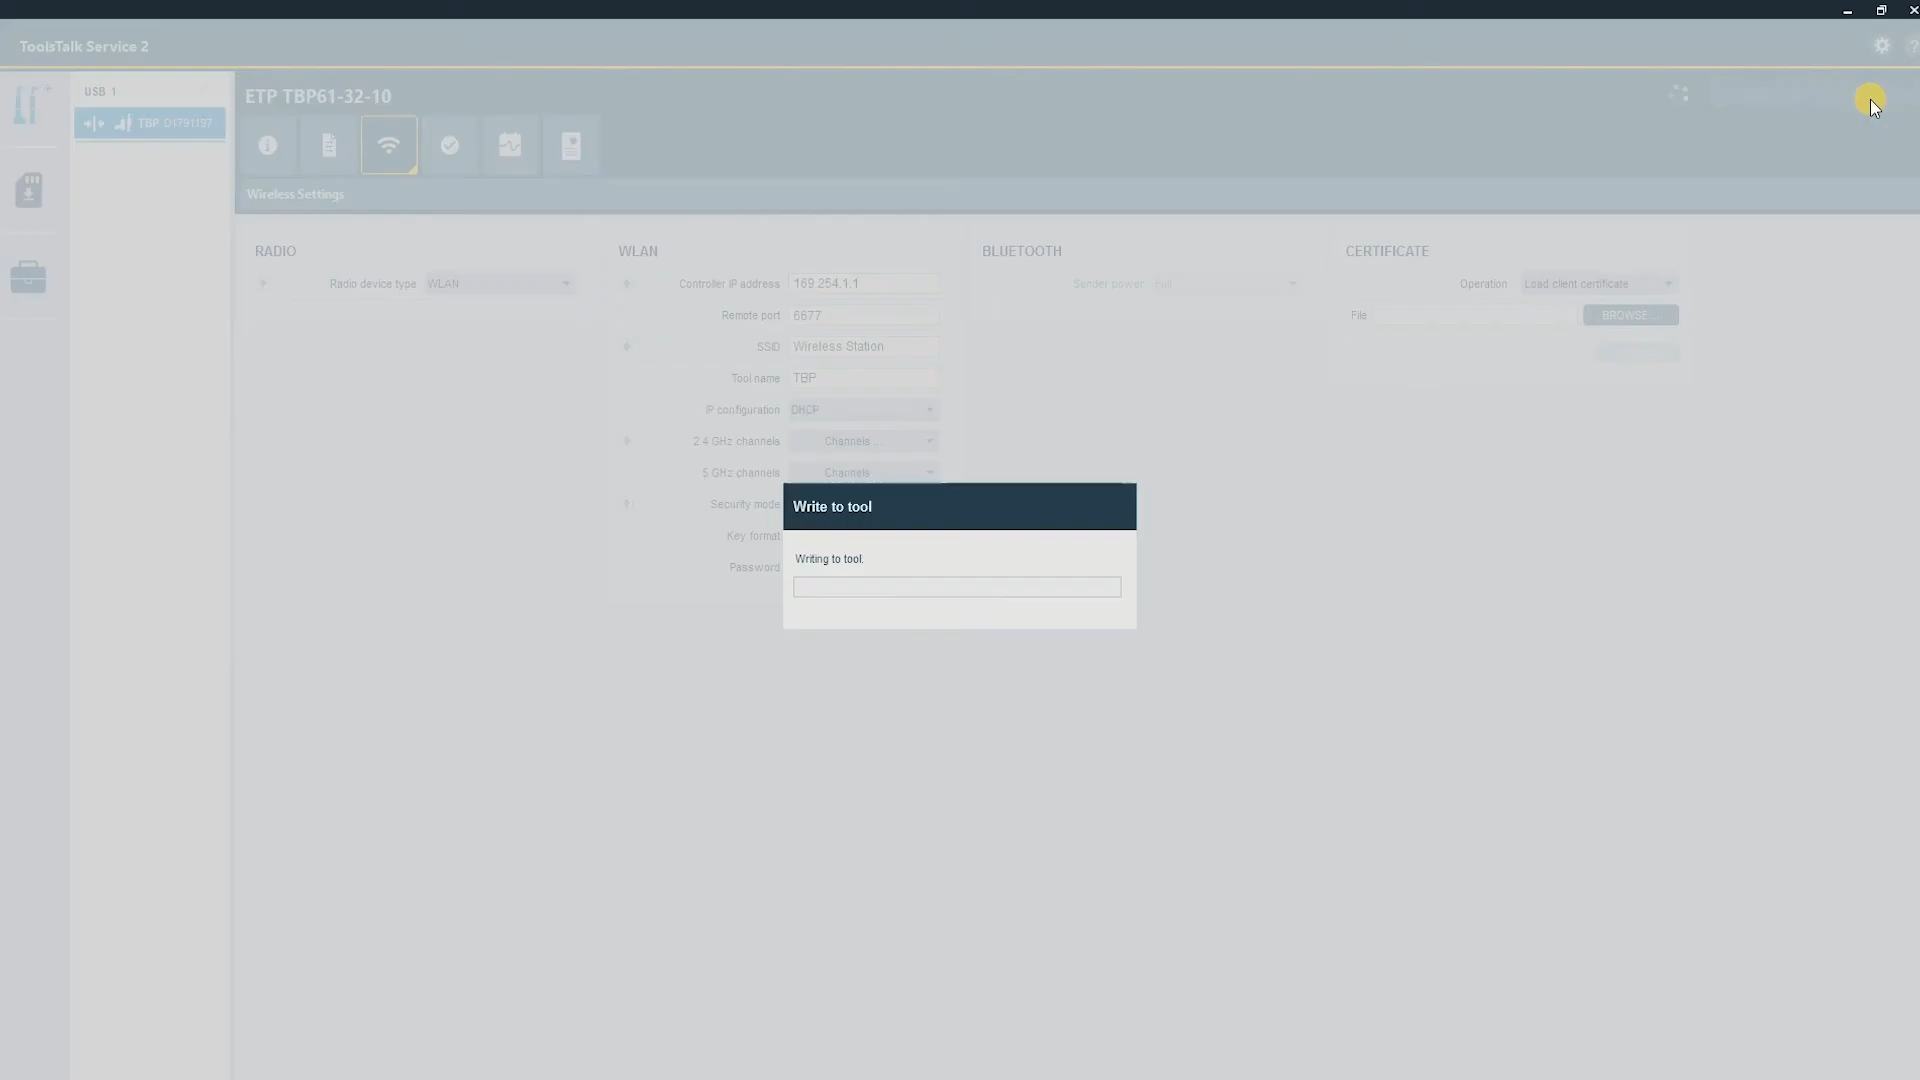 ToolsTalk Service 2
?
USB 1
TBP D1791197
ETP TBP61-32-10
Wireless Settings
RADIO
Radio device type WLAN
WLAN
Controller IP address 169.254.1.1
Remote port 6677
SSID Wireless Station
Tool name TBP
IP configuration DHCP
2.4 GHz channels Channels ...
5 GHz channels Channels ...
Security mode
Key format
Password
BLUETOOTH
Sender power Full
CERTIFICATE
Operation Load client certificate
File BROWSE ...
Write to tool
Writing to tool.